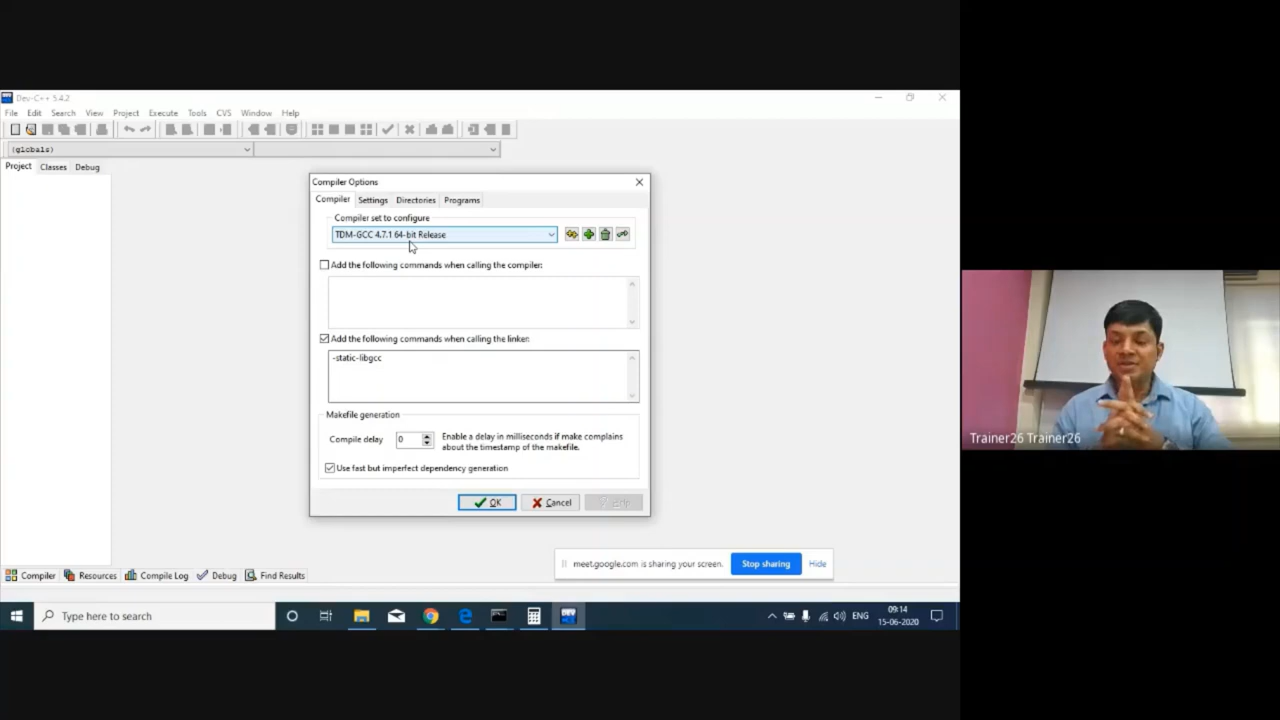 Dev-C++ 5.4.2
File Edit Search View Project Execute Tools CVS Window Help
(globals)
Project Classes Debug
Compiler Options
Compiler Settings Directories Programs
Compiler set to configure
TDM-GCC 4.7.1 64-bit Release
Add the following commands when calling the compiler:
Add the following commands when calling the linker:
-static-libgcc
Makefile generation
Compile delay 0 Enable a delay in milliseconds if make complains
about the timestamp of the makefile.
Use fast but imperfect dependency generation
OK Cancel Help
Trainer26 Trainer26
meet.google.com is sharing your screen. Stop sharing Hide
Compiler Resources Compile Log Debug Find Results
Type here to search
ENG
09:14
15-06-2020